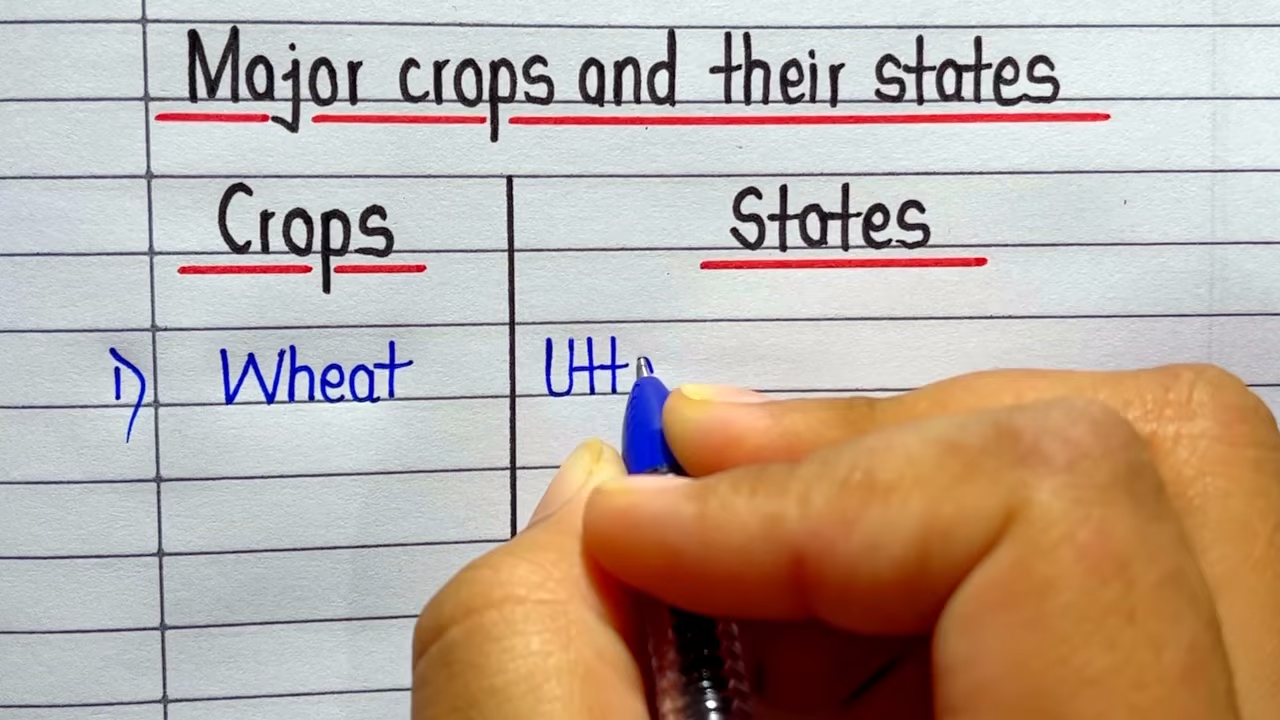 Major crops and their states
Crops States
1) Wheat Utt